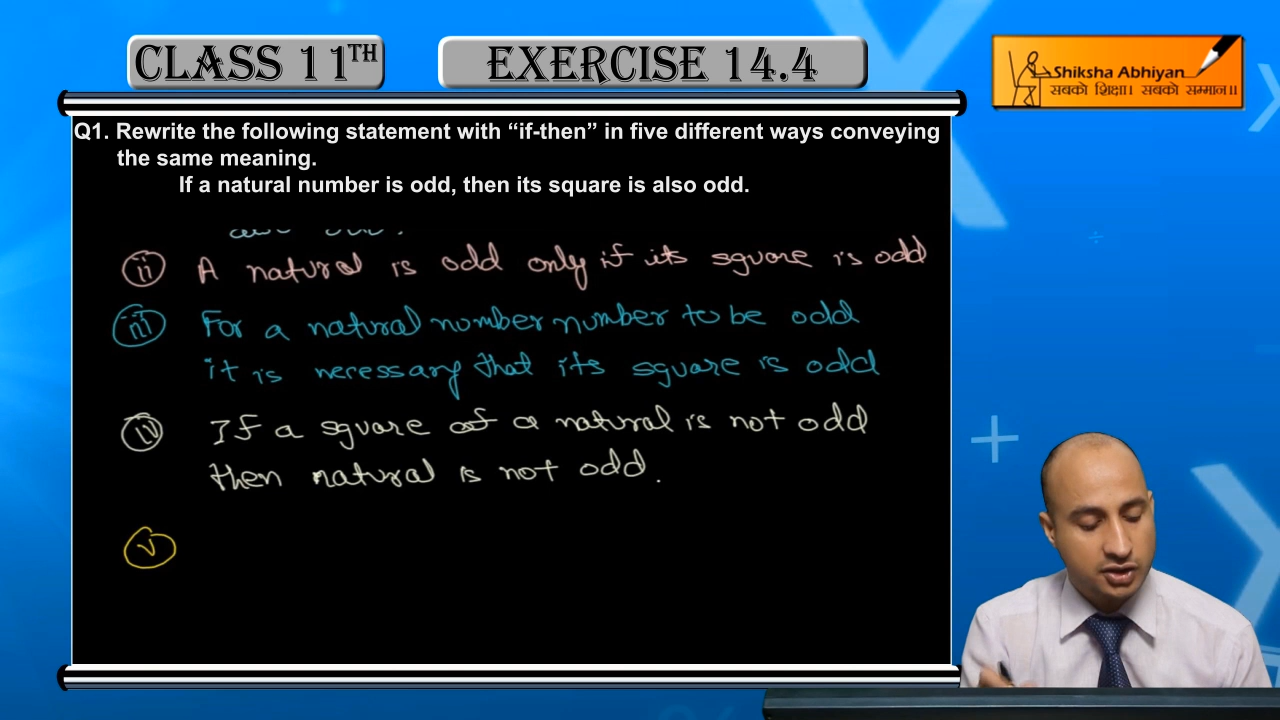 CLASS 11TH
EXERCISE 14.4
Shiksha Abhiyan
सबको शिक्षा। सबको सम्मान।।
Q1. Rewrite the following statement with “if-then” in five different ways conveying
the same meaning.
If a natural number is odd, then its square is also odd.
(ii) A natural is odd only if its square is odd
(iii) For a natural number number to be odd
it is necessary that its square is odd
(iv) If a square of a natural is not odd
then natural is not odd.
(v)